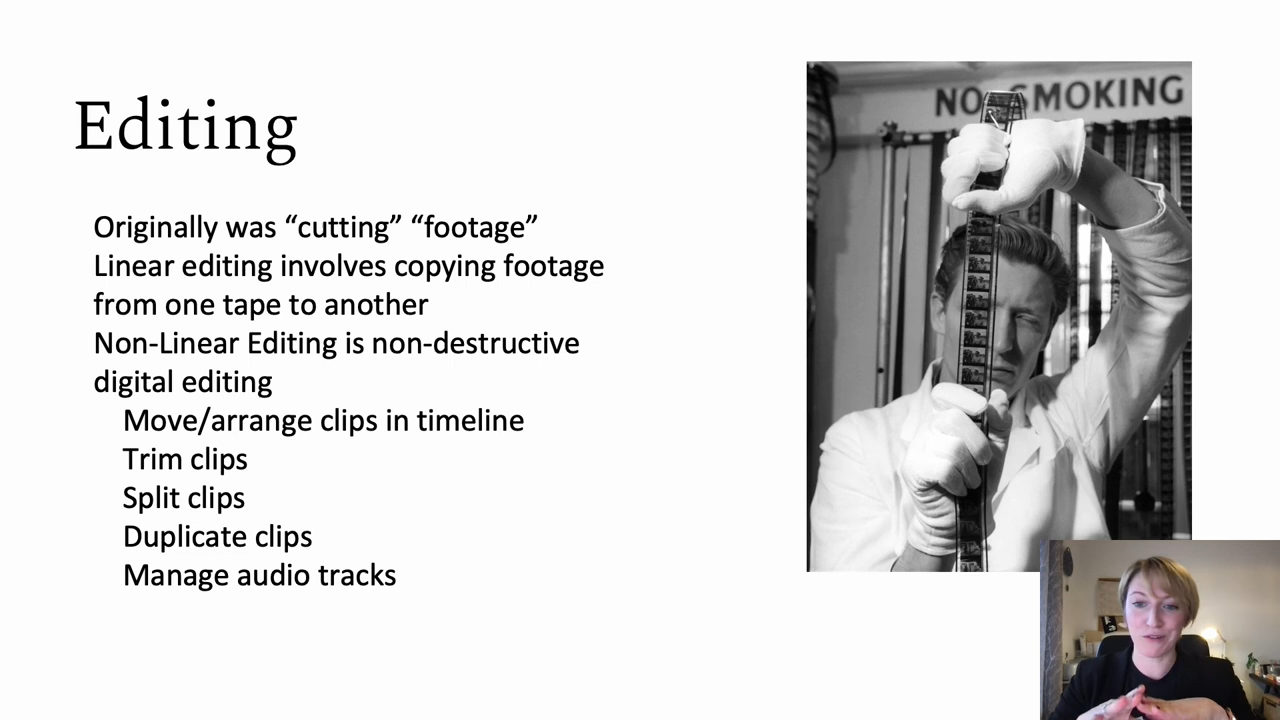 Editing
Originally was “cutting” “footage”
Linear editing involves copying footage
from one tape to another
Non-Linear Editing is non-destructive
digital editing
Move/arrange clips in timeline
Trim clips
Split clips
Duplicate clips
Manage audio tracks
NO SMOKING